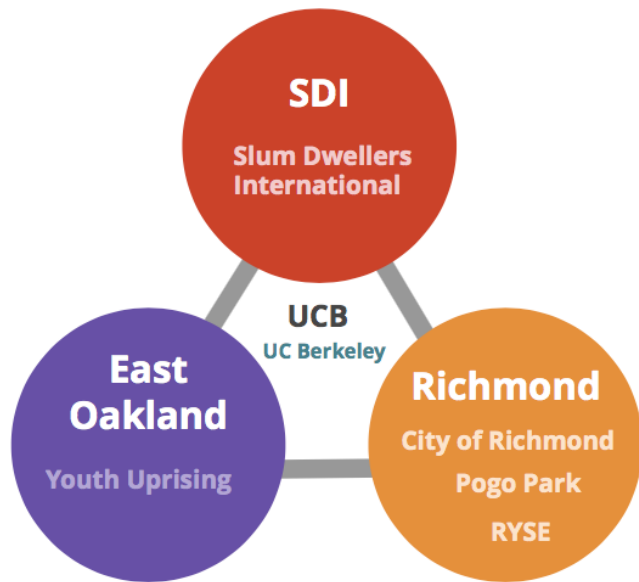 SDI
Slum Dwellers
International
UCB
UC Berkeley
East
Oakland
Youth Uprising
Richmond
City of Richmond
Pogo Park
RYSE